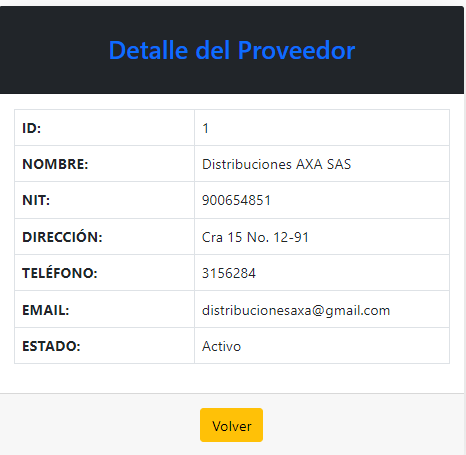 Detalle del Proveedor
ID: 1
NOMBRE: Distribuciones AXA SAS
NIT: 900654851
DIRECCIÓN: Cra 15 No. 12-91
TELÉFONO: 3156284
EMAIL: distribucionesaxa@gmail.com
ESTADO: Activo
Volver